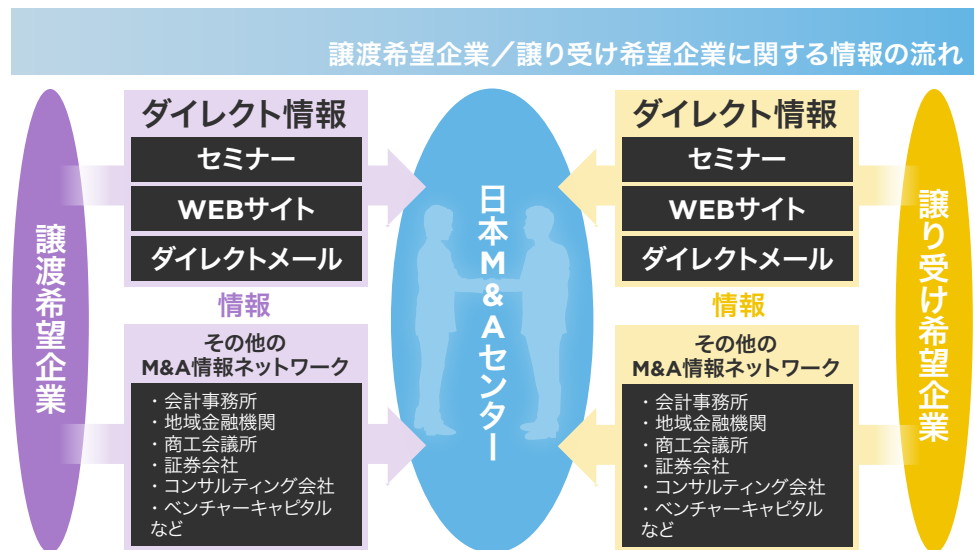 譲渡希望企業／譲り受け希望企業に関する情報の流れ
譲渡希望企業
ダイレクト情報
セミナー
WEBサイト
ダイレクトメール
情報
その他の
M&A情報ネットワーク
・会計事務所
・地域金融機関
・商工会議所
・証券会社
・コンサルティング会社
・ベンチャーキャピタル
など
日本M&Aセンター
ダイレクト情報
セミナー
WEBサイト
ダイレクトメール
情報
その他の
M&A情報ネットワーク
・会計事務所
・地域金融機関
・商工会議所
・証券会社
・コンサルティング会社
・ベンチャーキャピタル
など
譲り受け希望企業